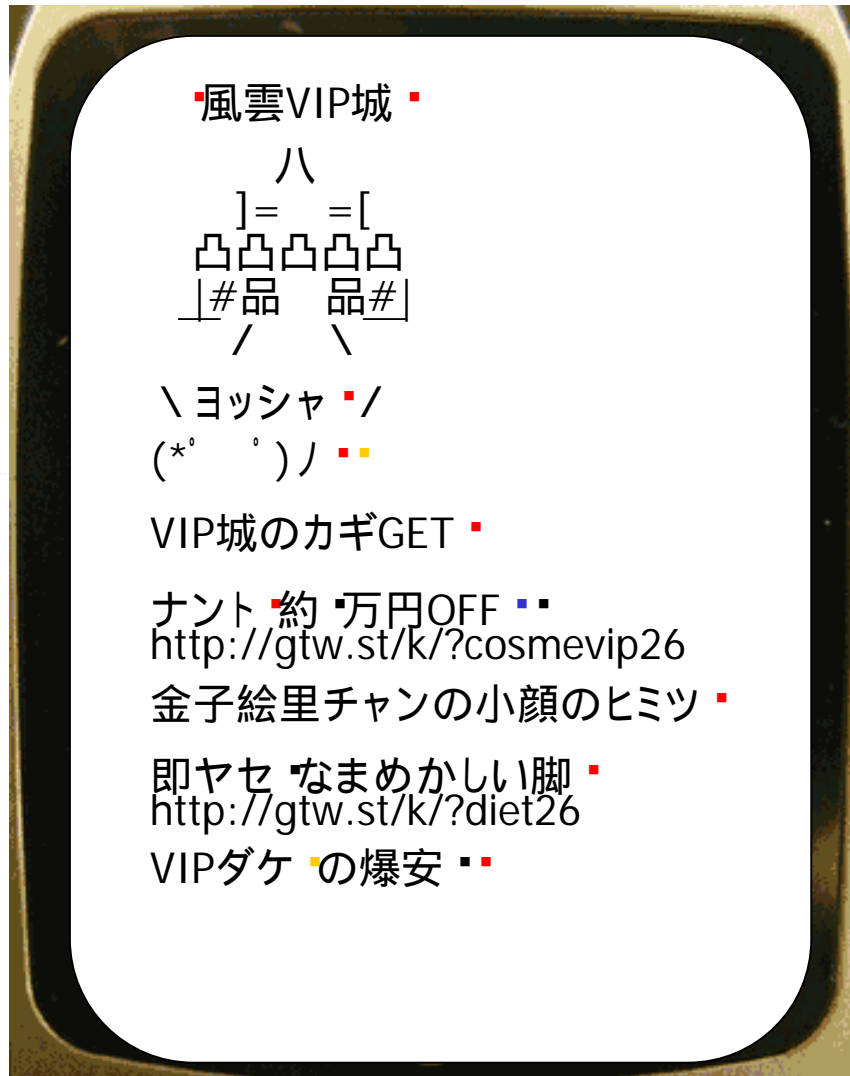 風雲VIP城
八
]=　=[
凸凸凸凸凸
_|#品　品#|_
/　　\
\ヨッシャ/
(*ﾟ　ﾟ)ﾉ
VIP城のカギGET
ナント約 万円OFF
http://gtw.st/k/?cosmevip26
金子絵里チャンの小顔のヒミツ
即ヤセ なまめかしい脚
http://gtw.st/k/?diet26
VIPダケ の爆安